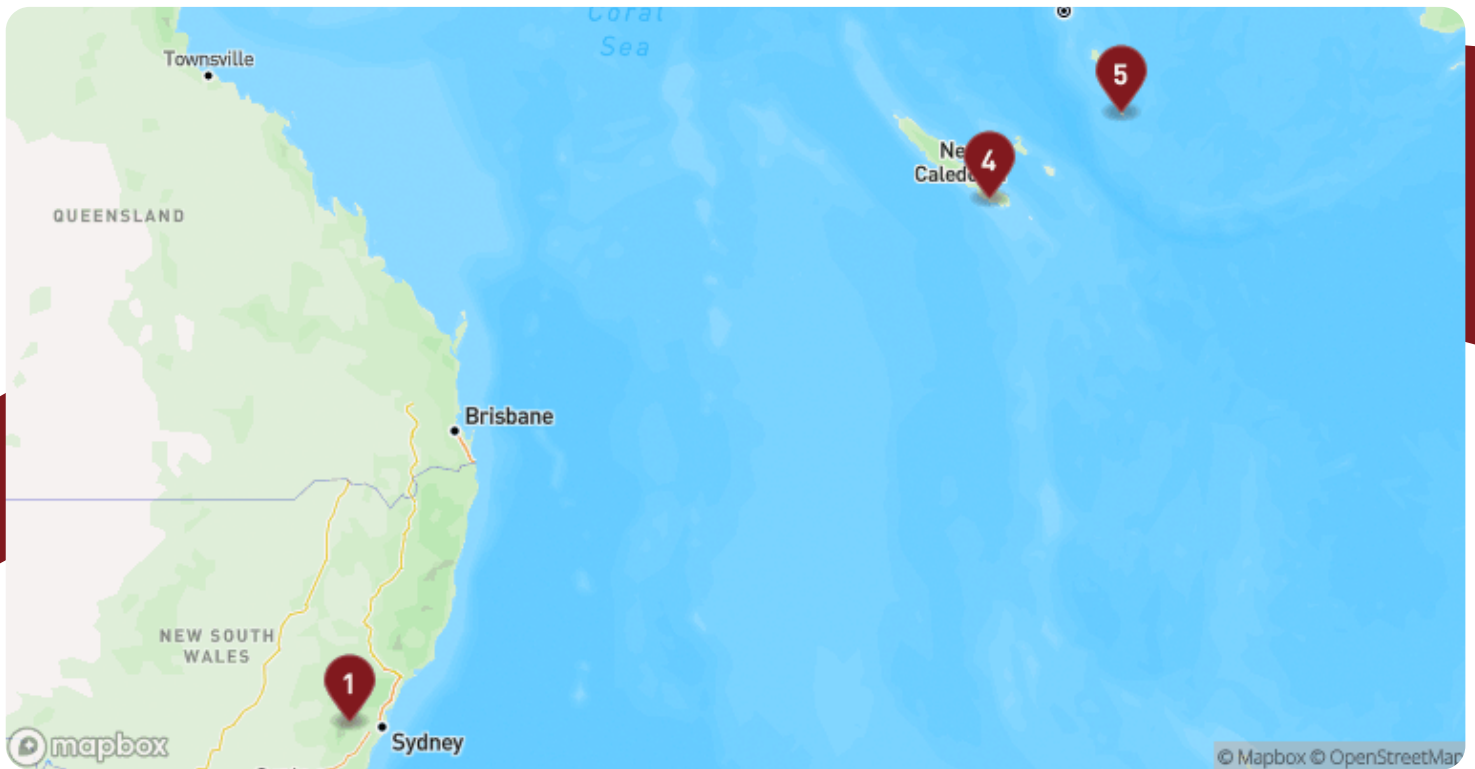 Coral
Sea
Townsville
5
4
QUEENSLAND
Brisbane
NEW SOUTH
WALES
1
Sydney
mapbox
© Mapbox © OpenStreetMap